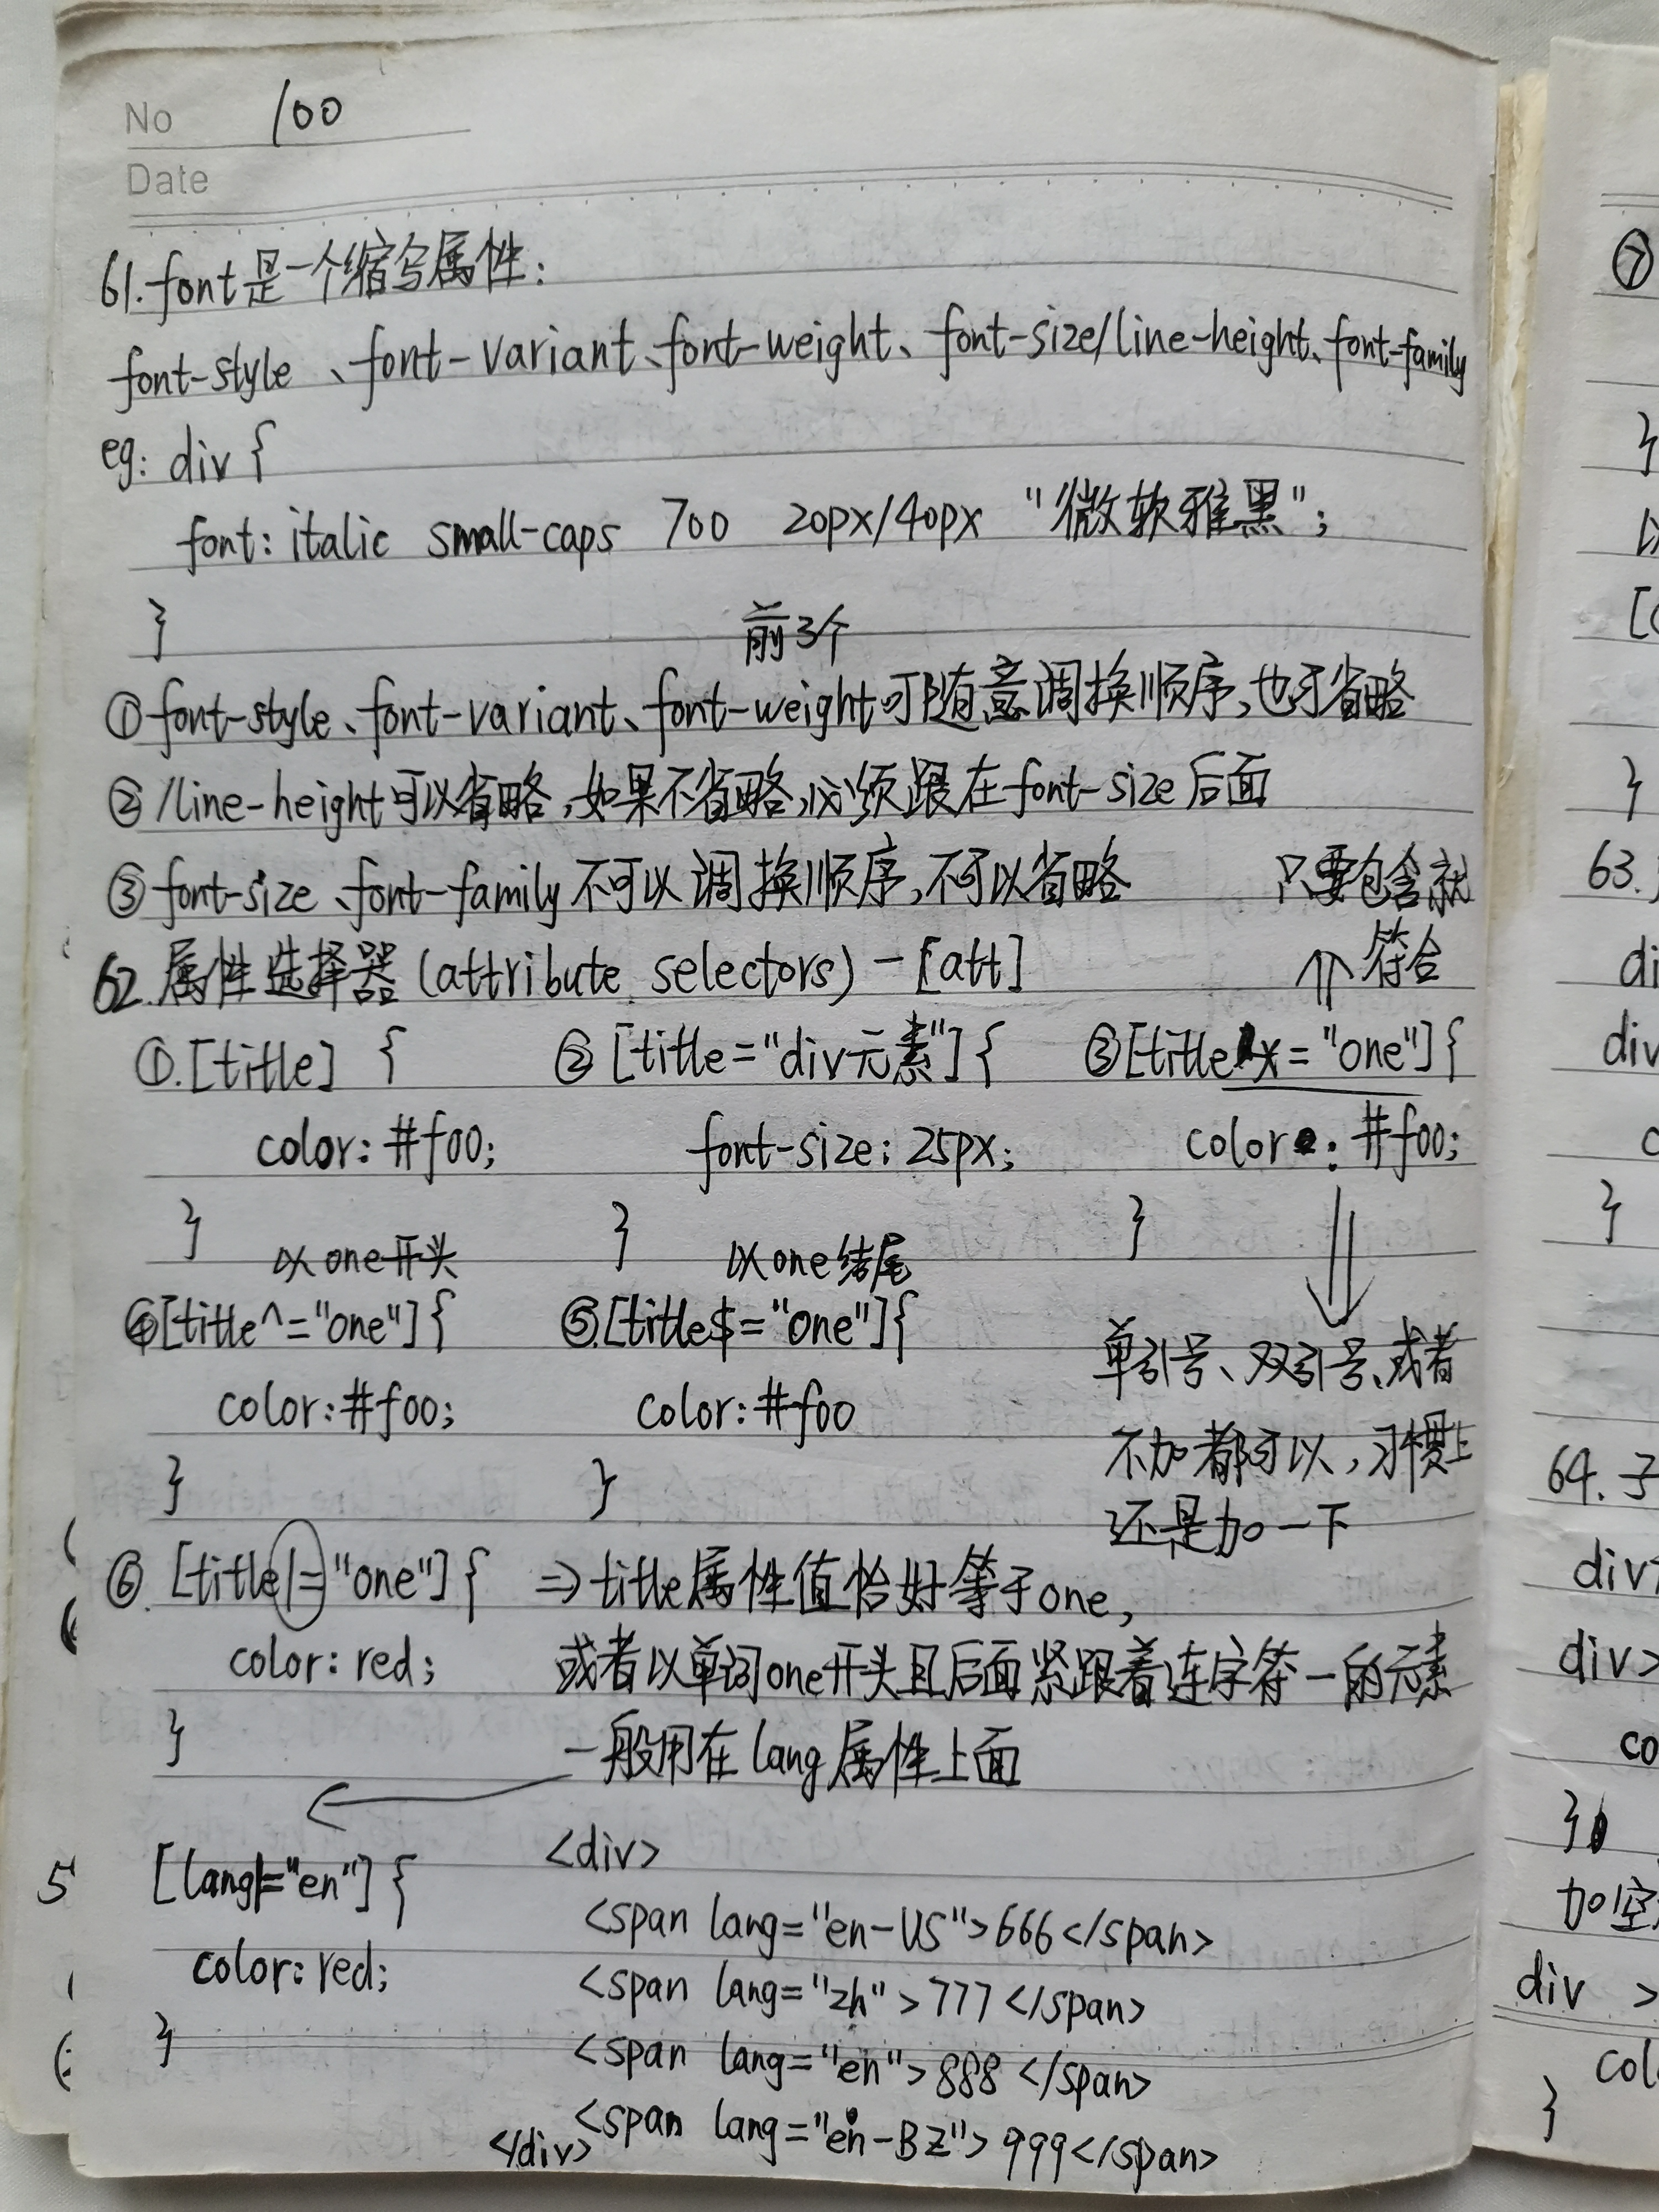 No 100
Date
61.font是一个缩写属性:
font-style、font-variant、font-weight、font-size/line-height、font-family
eg: div {
font: italic small-caps 700 20px/40px "微软雅黑";
}
前3个
①font-style、font-variant、font-weight可随意调换顺序,也可省略
②/line-height可以省略,如果不省略,必须跟在font-size后面
③font-size、font-family不可以调换顺序,不可以省略
只要包含就
符合
62.属性选择器(attribute selectors)-[att]
①.[title] { ②[title="div元素"]{ ③[title*="one"]{
color: #f00; font-size: 25px; color: #f00;
} } }
以one开头 以one结尾
④[title^="one"]{ ⑤.[title$="one"]{
color:#f00; color:#f00
} }
单引号、双引号、或者
不加都可以,习惯上
还是加一下
⑥.[title|="one"]{ ⇒title属性值恰好等于one,
color: red; 或者以单词one开头且后面紧跟着连字符-的元素
} 一般用在lang属性上面
[lang|="en"]{
color:red;
}
<div>
<span lang="en-US">666</span>
<span lang="zh">777</span>
<span lang="en">888</span>
<span lang="en-BZ">999</span>
</div>
5
⑦
}
以
}
63.
di
div
c
}
64.子
div
div>
co
}
加空
div >
col
}